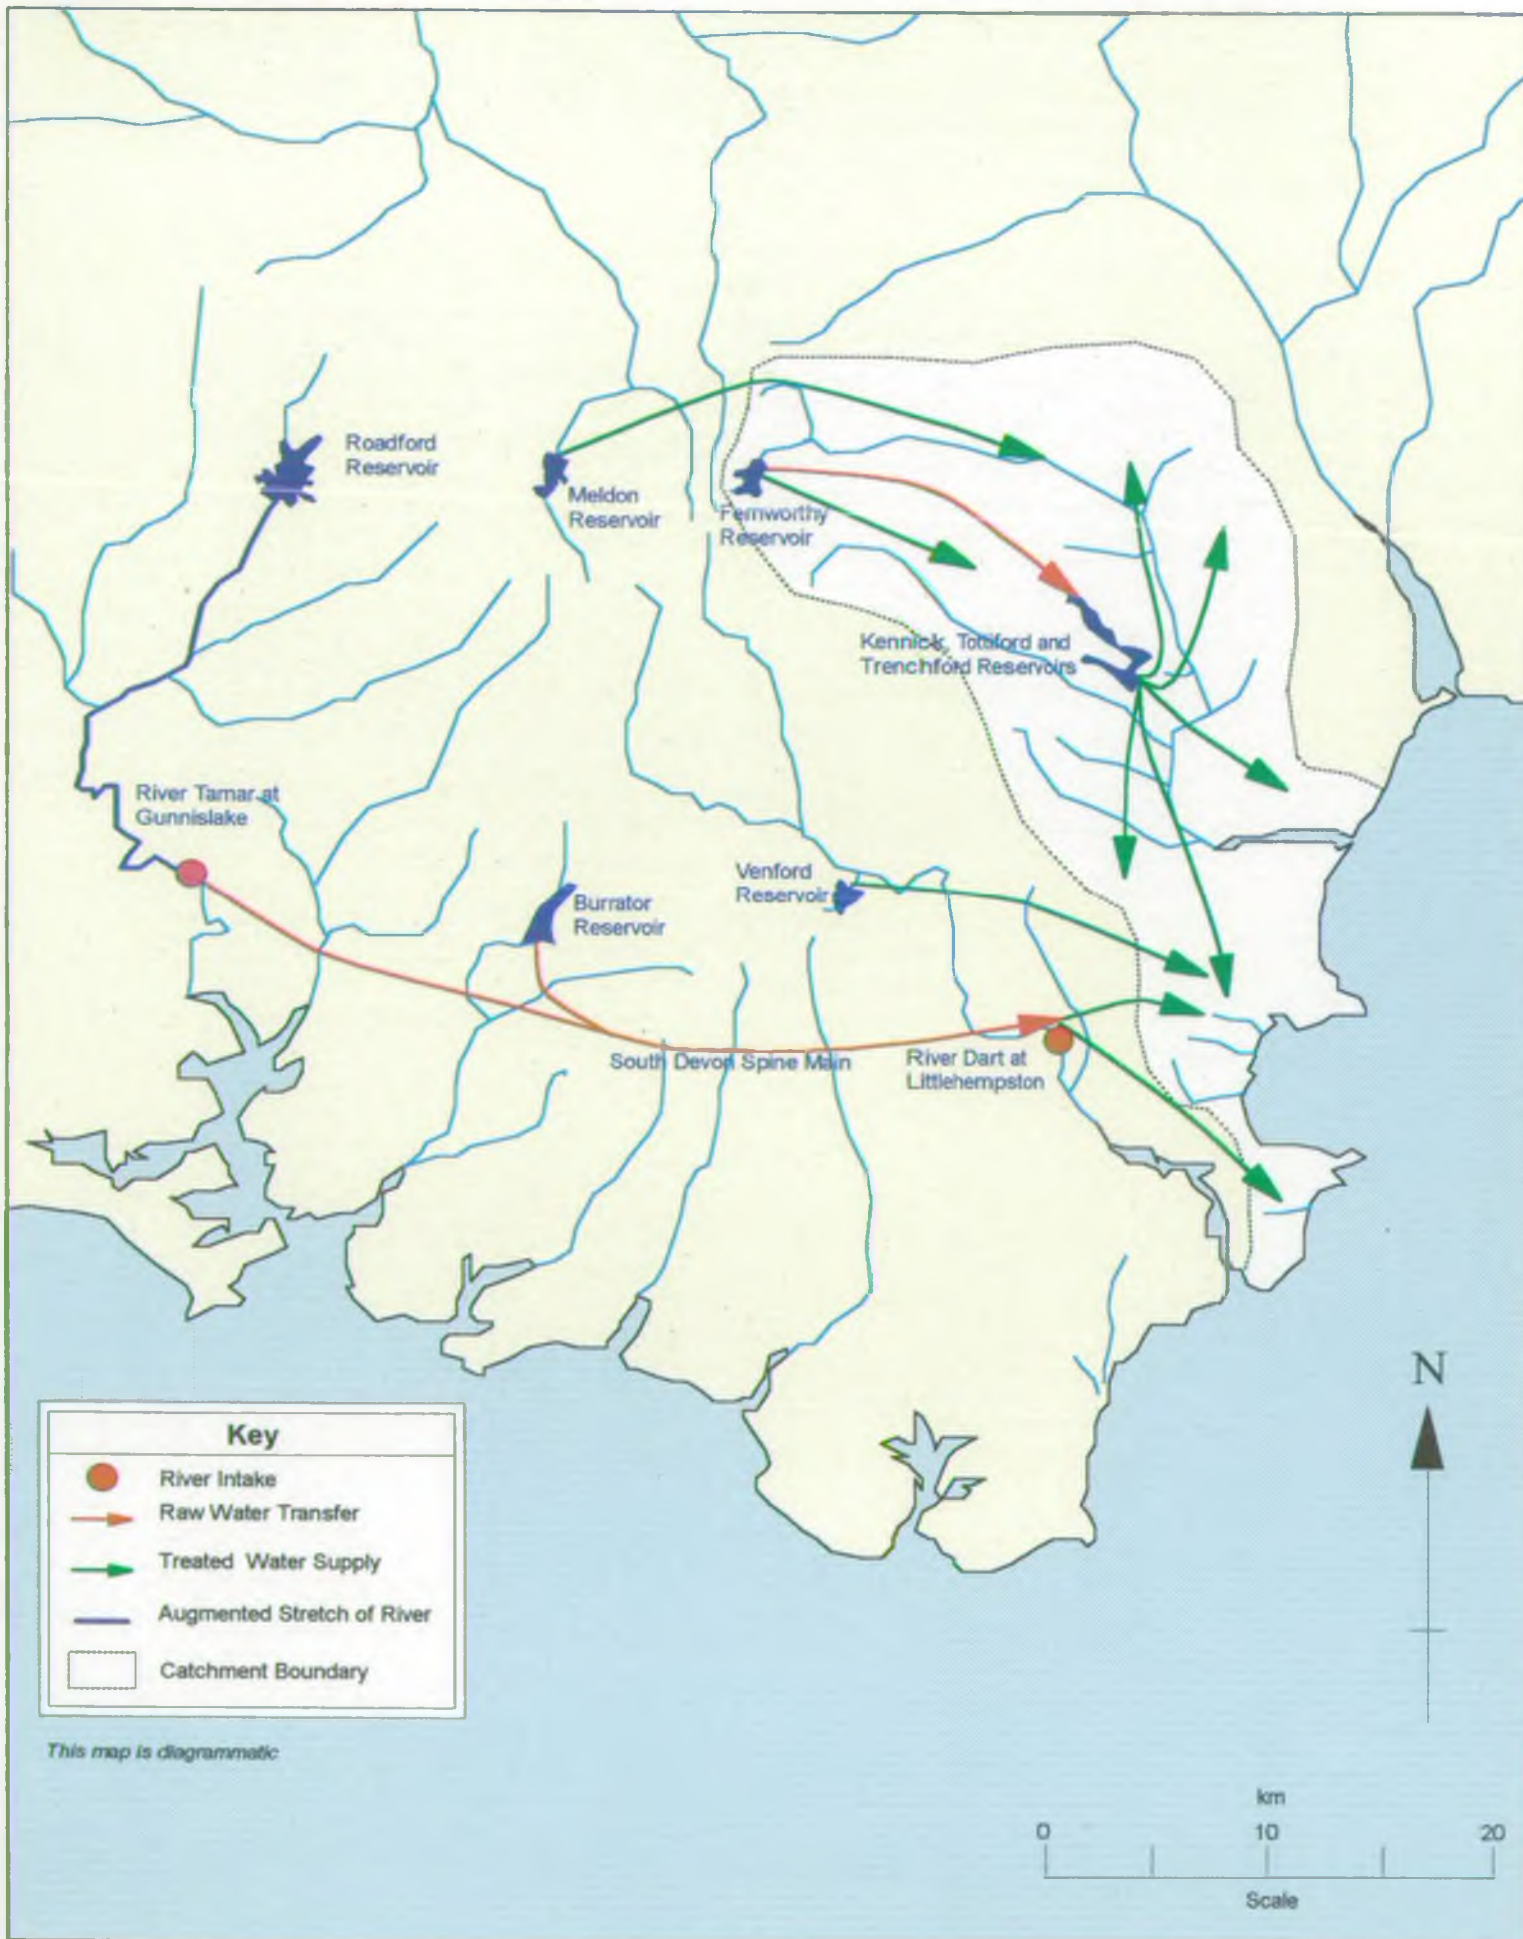 Roadford
Reservoir
Meldon
Reservoir
Fernworthy
Reservoir
Kennick, Tottiford and
Trenchford Reservoirs
River Tamar at
Gunnislake
Venford
Reservoir
Burrator
Reservoir
South Devon Spine Main
River Dart at
Littlehempston
N
Key
River Intake
Raw Water Transfer
Treated Water Supply
Augmented Stretch of River
Catchment Boundary
This map is diagrammatic
km
0 10 20
Scale